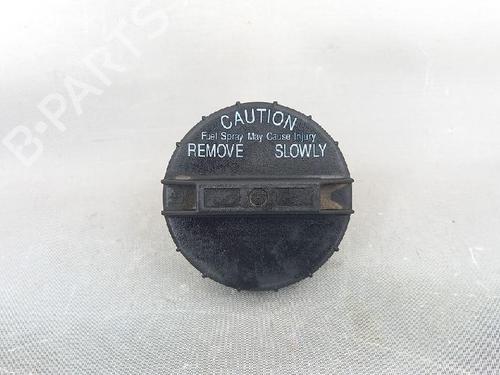 CAUTION
Fuel Spray May Cause Injury
REMOVE SLOWLY
B-PARTS